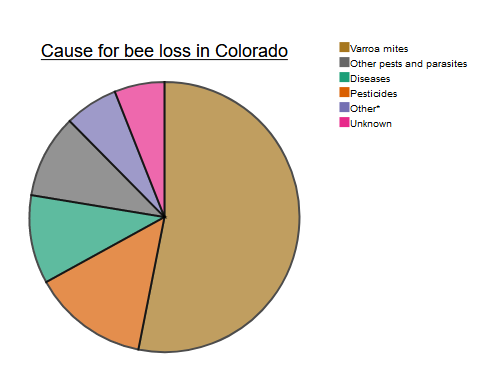 Cause for bee loss in Colorado
Varroa mites
Other pests and parasites
Diseases
Pesticides
Other*
Unknown